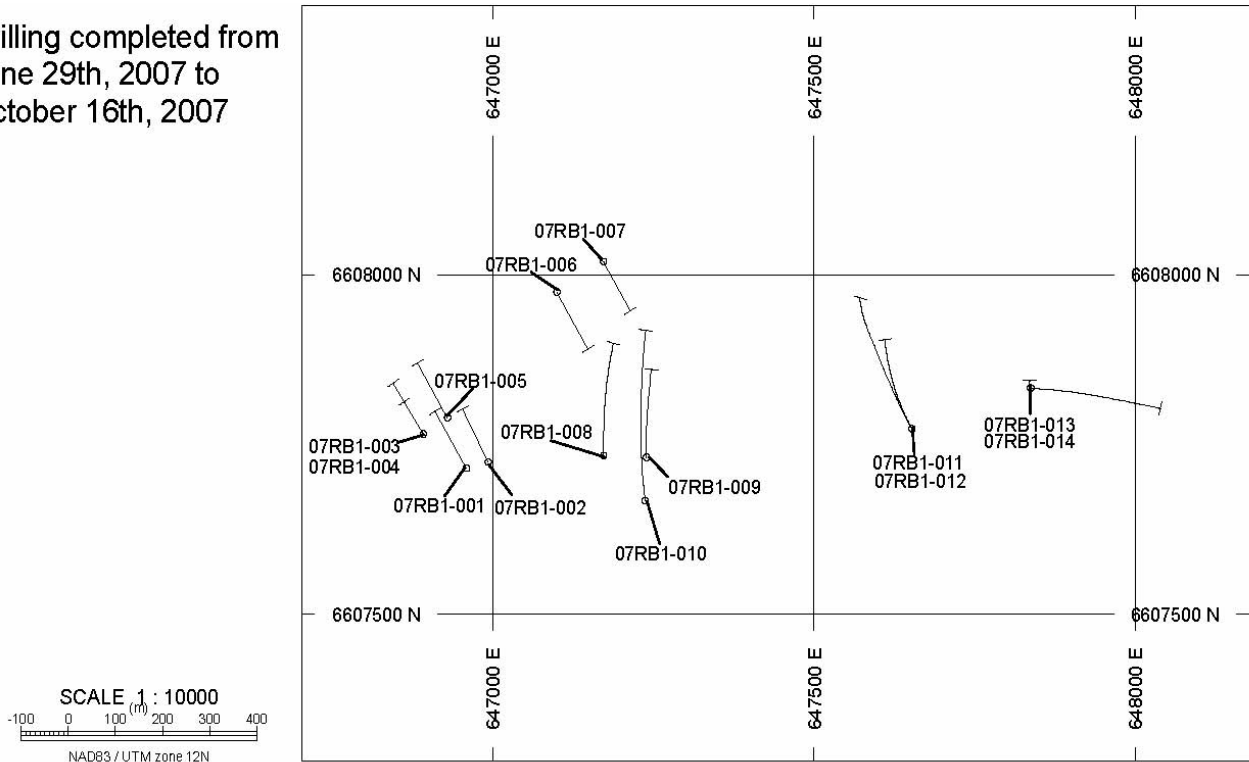 illing completed from
ne 29th, 2007 to
ctober 16th, 2007
647000 E
647500 E
648000 E
07RB1-007
07RB1-006
6608000 N
6608000 N
07RB1-005
07RB1-003
07RB1-004
07RB1-008
07RB1-001
07RB1-002
07RB1-009
07RB1-010
07RB1-011
07RB1-012
07RB1-013
07RB1-014
6607500 N
6607500 N
647000 E
647500 E
648000 E
SCALE 1 : 10000
(m)
-100 0 100 200 300 400
NAD83 / UTM zone 12N